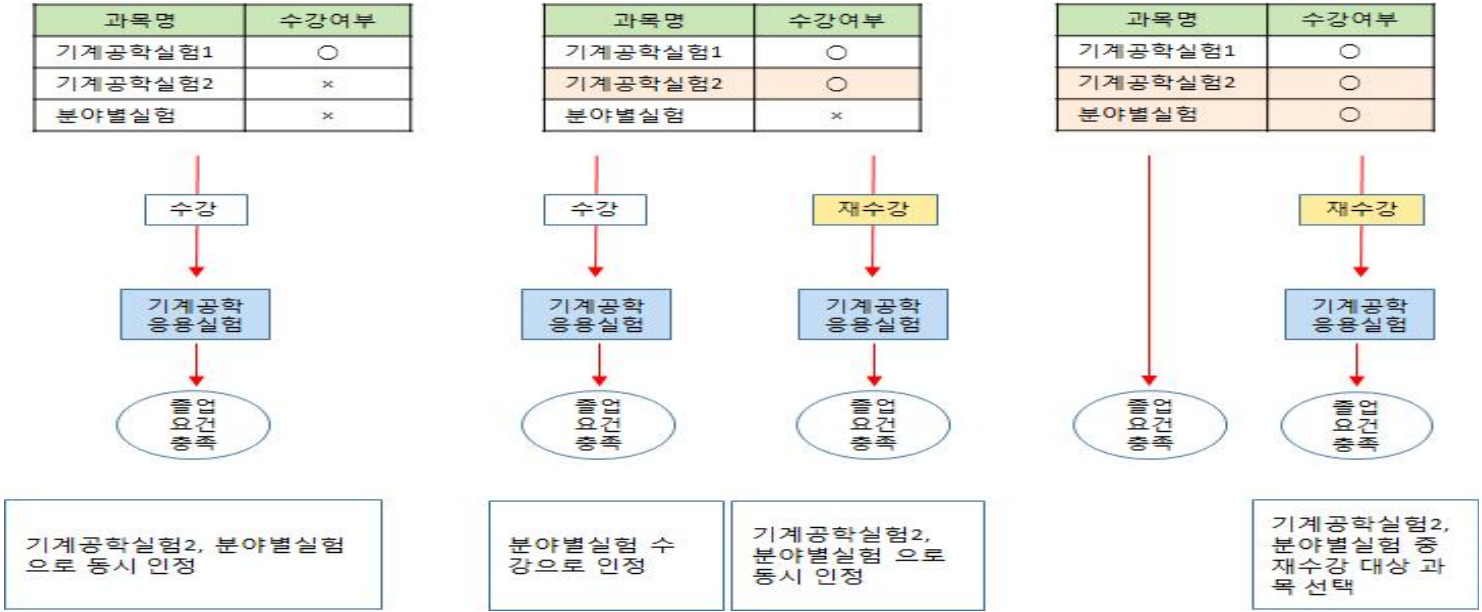 과목명 수강여부
기계공학실험1 ○
기계공학실험2 ×
분야별실험 ×
수강
기계공학
응용실험
졸업
요건
충족
기계공학실험2, 분야별실험
으로 동시 인정
과목명 수강여부
기계공학실험1 ○
기계공학실험2 ○
분야별실험 ×
수강
기계공학
응용실험
졸업
요건
충족
분야별실험 수
강으로 인정
재수강
기계공학
응용실험
졸업
요건
충족
기계공학실험2,
분야별실험 으로
동시 인정
과목명 수강여부
기계공학실험1 ○
기계공학실험2 ○
분야별실험 ○
졸업
요건
충족
재수강
기계공학
응용실험
졸업
요건
충족
기계공학실험2,
분야별실험 중
재수강 대상 과
목 선택